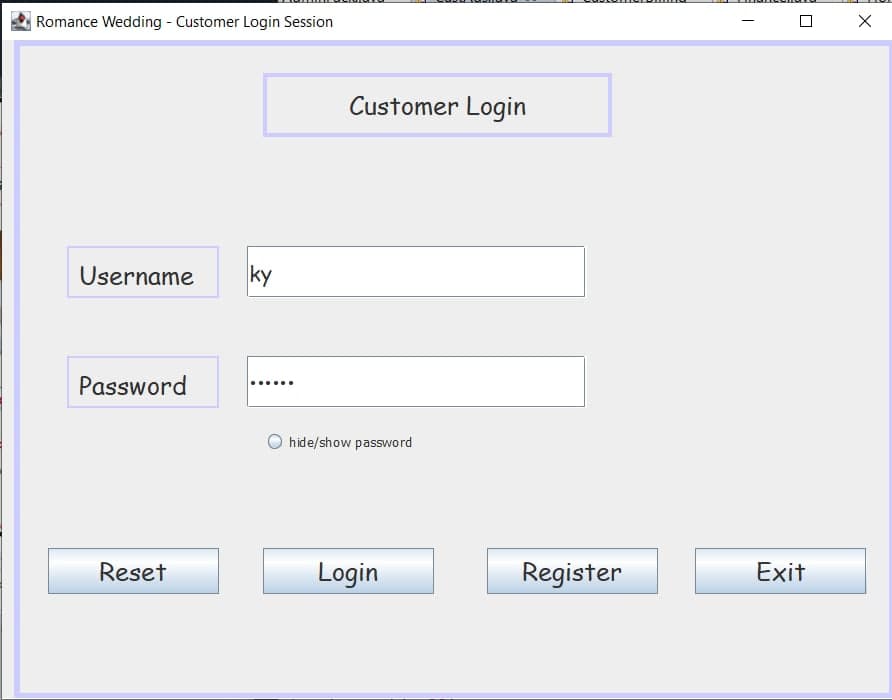 Romance Wedding - Customer Login Session
Customer Login
Username
ky
Password
••••••
hide/show password
Reset
Login
Register
Exit